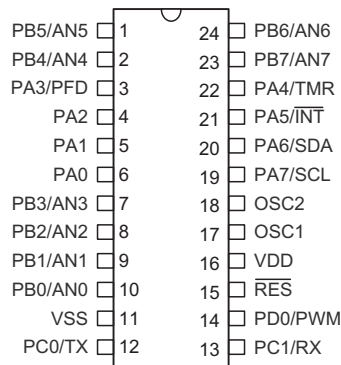 PB5/AN5 1 24 PB6/AN6
PB4/AN4 2 23 PB7/AN7
PA3/PFD 3 22 PA4/TMR
PA2 4 21 PA5/I̅N̅T̅
PA1 5 20 PA6/SDA
PA0 6 19 PA7/SCL
PB3/AN3 7 18 OSC2
PB2/AN2 8 17 OSC1
PB1/AN1 9 16 VDD
PB0/AN0 10 15 R̅E̅S̅
VSS 11 14 PD0/PWM
PC0/TX 12 13 PC1/RX